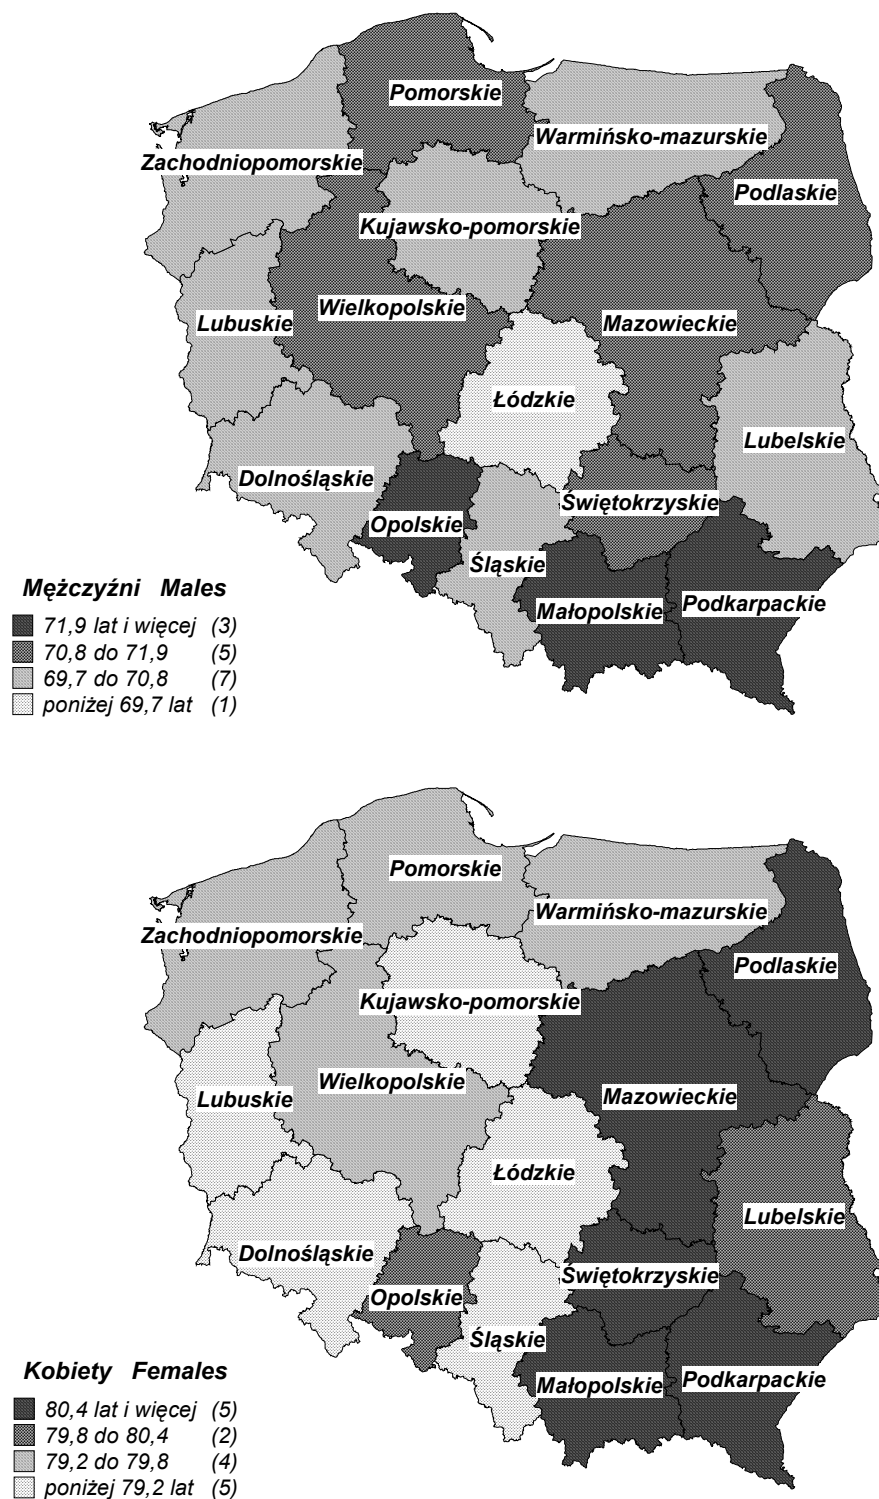 Pomorskie
Warmińsko-mazurskie
Zachodniopomorskie
Podlaskie
Kujawsko-pomorskie
Wielkopolskie
Lubuskie
Mazowieckie
Łódzkie
Lubelskie
Dolnośląskie
Świętokrzyskie
Opolskie
Śląskie
Małopolskie
Podkarpackie
Mężczyźni Males
71,9 lat i więcej (3)
70,8 do 71,9 (5)
69,7 do 70,8 (7)
poniżej 69,7 lat (1)
Pomorskie
Warmińsko-mazurskie
Zachodniopomorskie
Podlaskie
Kujawsko-pomorskie
Wielkopolskie
Lubuskie
Mazowieckie
Łódzkie
Lubelskie
Dolnośląskie
Świętokrzyskie
Opolskie
Śląskie
Małopolskie
Podkarpackie
Kobiety Females
80,4 lat i więcej (5)
79,8 do 80,4 (2)
79,2 do 79,8 (4)
poniżej 79,2 lat (5)